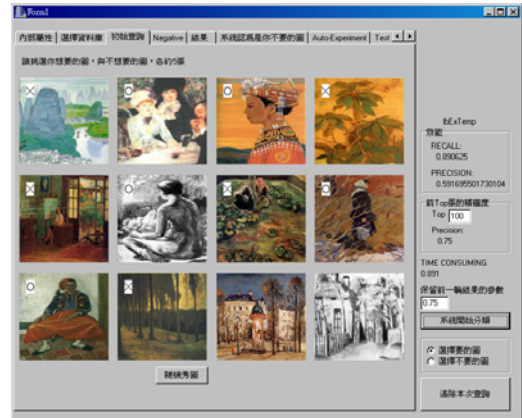 Form1
內部屬性 選擇資料庫 初始查詢 Negative 結果 系統認為是你不要的圖 Auto-Experiment Test
請挑選你想要的圖，與不想要的圖，各約5張
X O O X
X X O
O X
隨機秀圖
lbExTemp
效能
RECALL:
0.890625
PRECISION:
0.591695501730104
前Top張的精確度
Top 100
Precision:
0.75
TIME CONSUMING
0.891
保留前一輪結果的參數
0.75
系統開始分類
選擇要的圖
選擇不要的圖
清除本次查詢